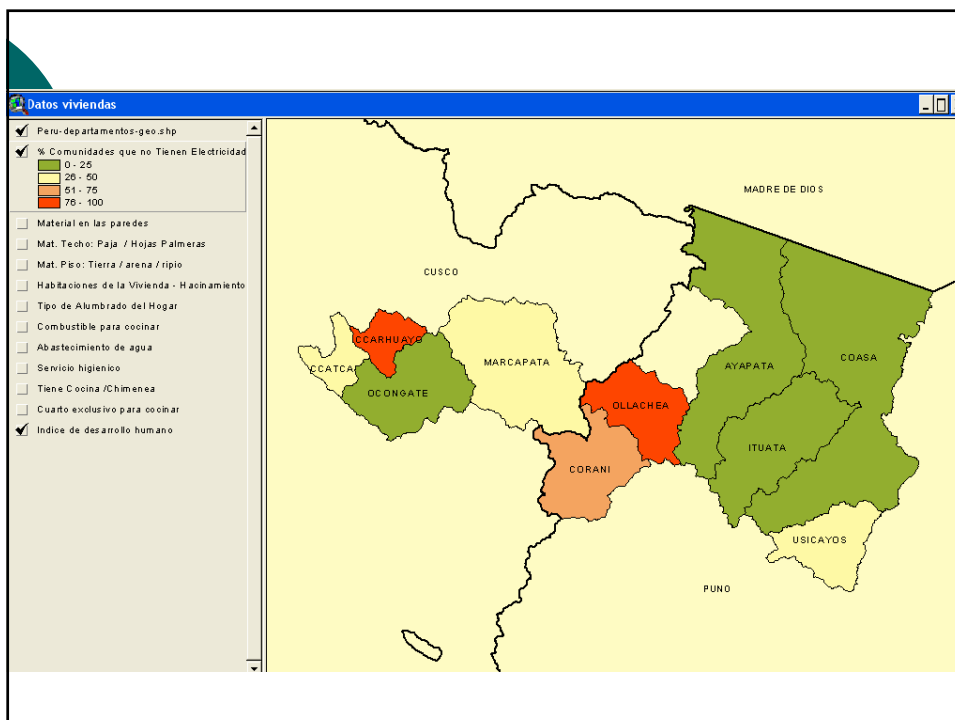 Datos viviendas
Peru-departamentos-geo.shp
% Comunidades que no Tienen Electricidad
0 - 25
26 - 50
51 - 75
76 - 100
Material en las paredes
Mat. Techo: Paja / Hojas Palmeras
Mat. Piso: Tierra / arena / ripio
Habitaciones de la Vivienda - Hacinamiento
Tipo de Alumbrado del Hogar
Combustible para cocinar
Abastecimiento de agua
Servicio higienico
Tiene Cocina /Chimenea
Cuarto exclusivo para cocinar
Indice de desarrollo humano
MADRE DE DIOS
CUSCO
CCARHUAYO
CCATCA
OCONGATE
MARCAPATA
AYAPATA
COASA
OLLACHEA
ITUATA
CORANI
USICAYOS
PUNO